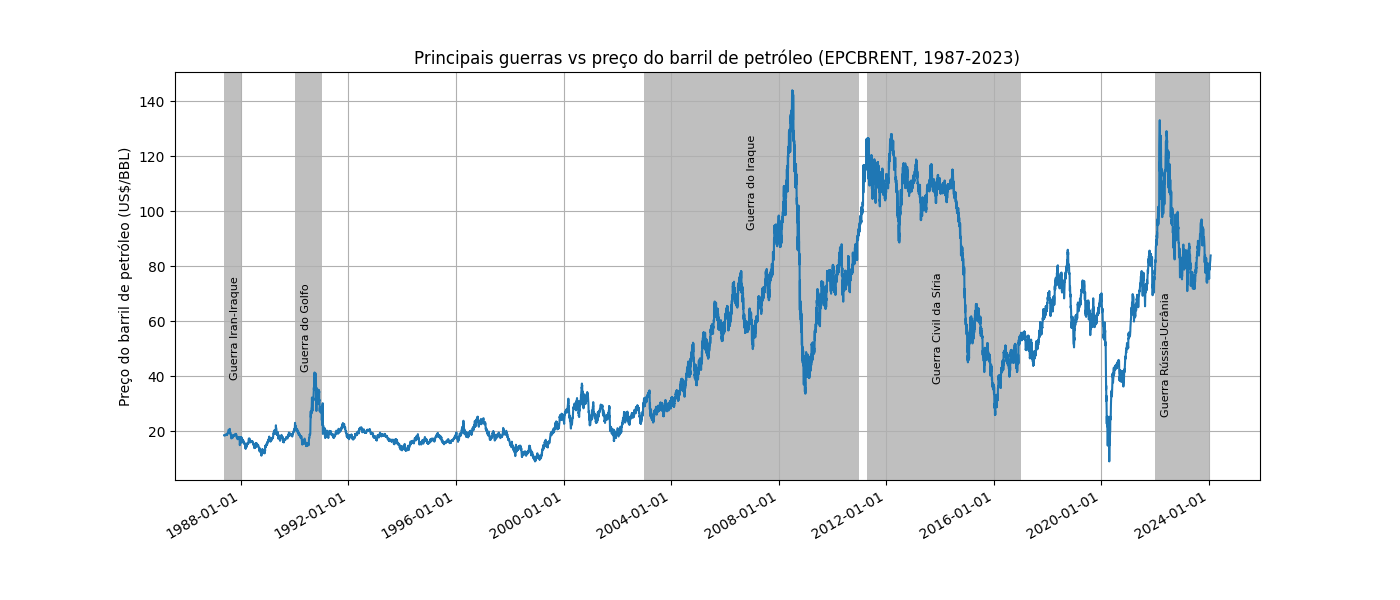 Principais guerras vs preço do barril de petróleo (EPCBRENT, 1987-2023)
Preço do barril de petróleo (US$/BBL)
140
120
100
80
60
40
20
Guerra Iran-Iraque
Guerra do Golfo
Guerra do Iraque
Guerra Civil da Síria
Guerra Rússia-Ucrânia
1988-01-01
1992-01-01
1996-01-01
2000-01-01
2004-01-01
2008-01-01
2012-01-01
2016-01-01
2020-01-01
2024-01-01